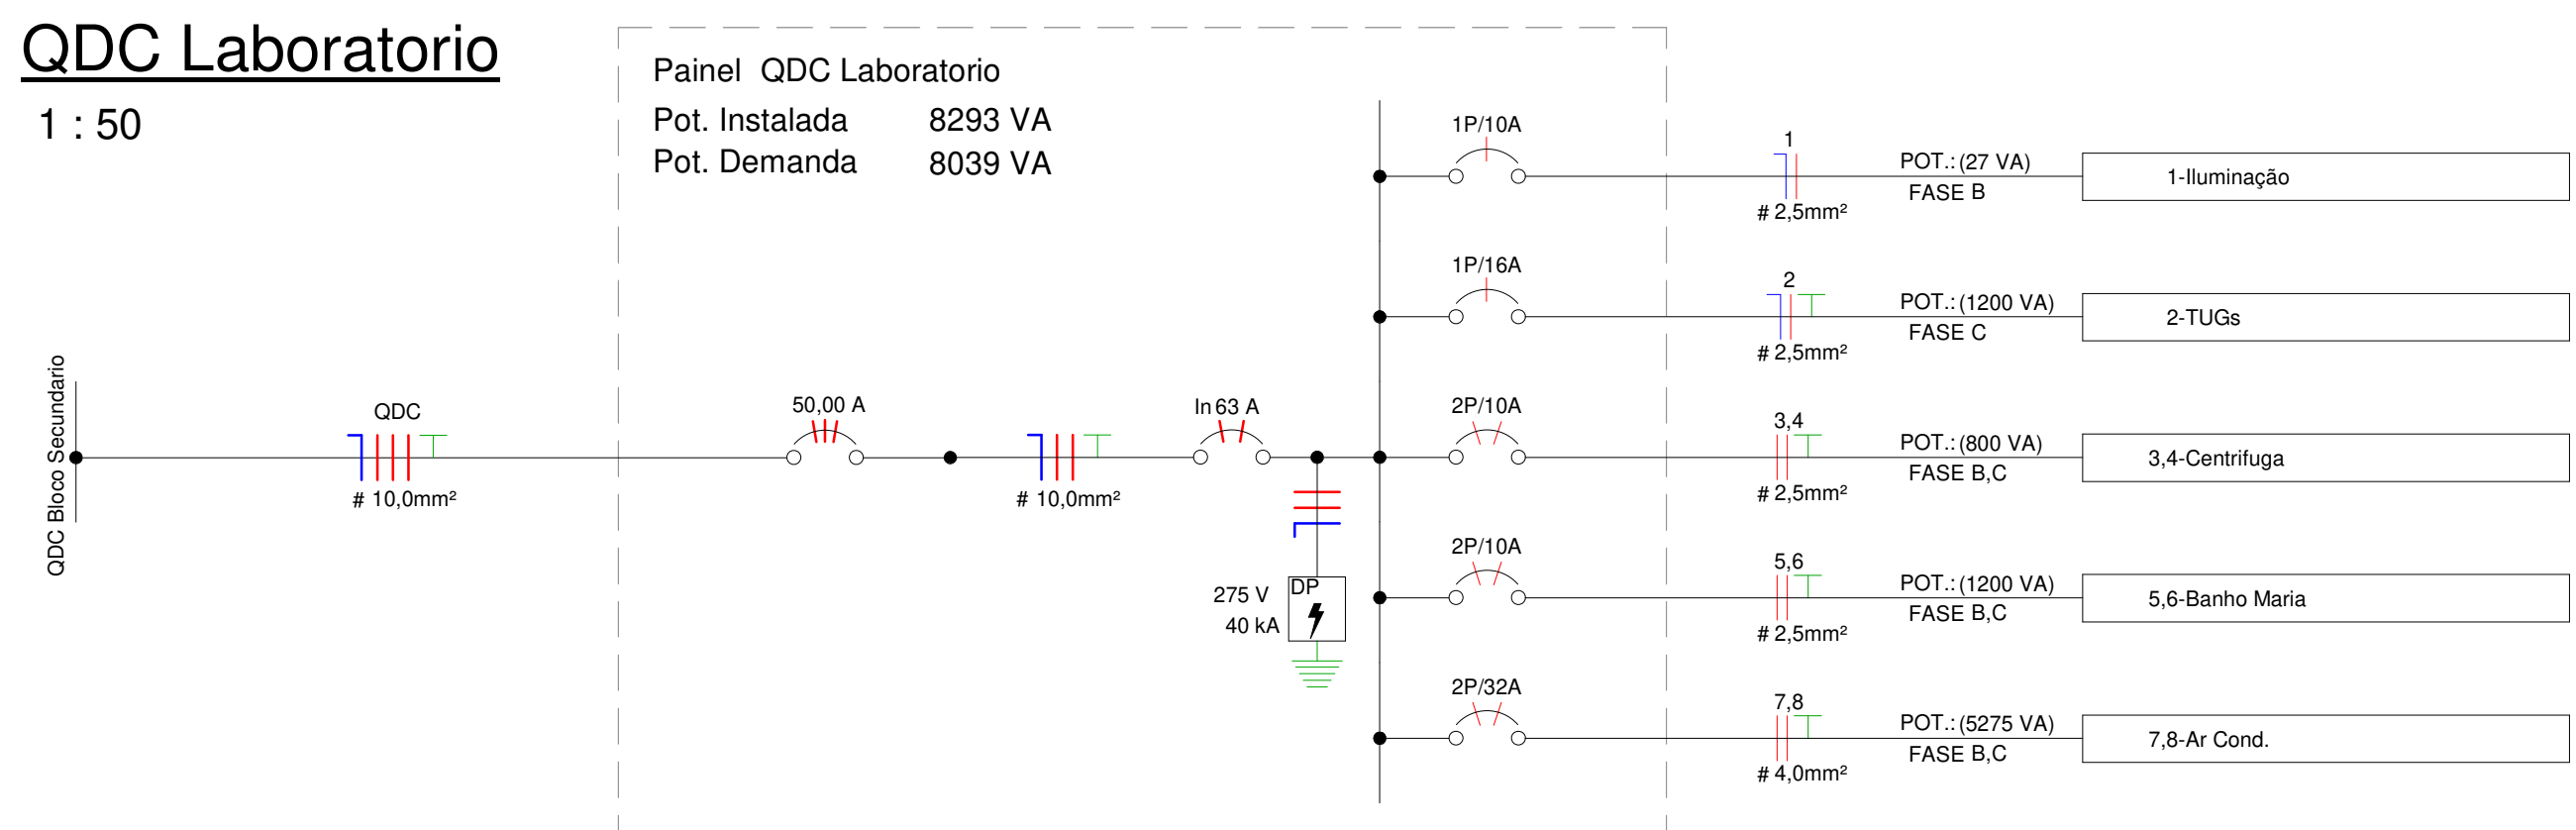 QDC Laboratorio
1 : 50
Painel QDC Laboratorio
Pot. Instalada 8293 VA
Pot. Demanda 8039 VA
QDC Bloco Secundario
QDC
# 10,0mm²
50,00 A
# 10,0mm²
In 63 A
275 V
40 kA
DP
1P/10A
1
# 2,5mm²
POT.: (27 VA)
FASE B
1-Iluminação
1P/16A
2
# 2,5mm²
POT.: (1200 VA)
FASE C
2-TUGs
2P/10A
3,4
# 2,5mm²
POT.: (800 VA)
FASE B,C
3,4-Centrifuga
2P/10A
5,6
# 2,5mm²
POT.: (1200 VA)
FASE B,C
5,6-Banho Maria
2P/32A
7,8
# 4,0mm²
POT.: (5275 VA)
FASE B,C
7,8-Ar Cond.